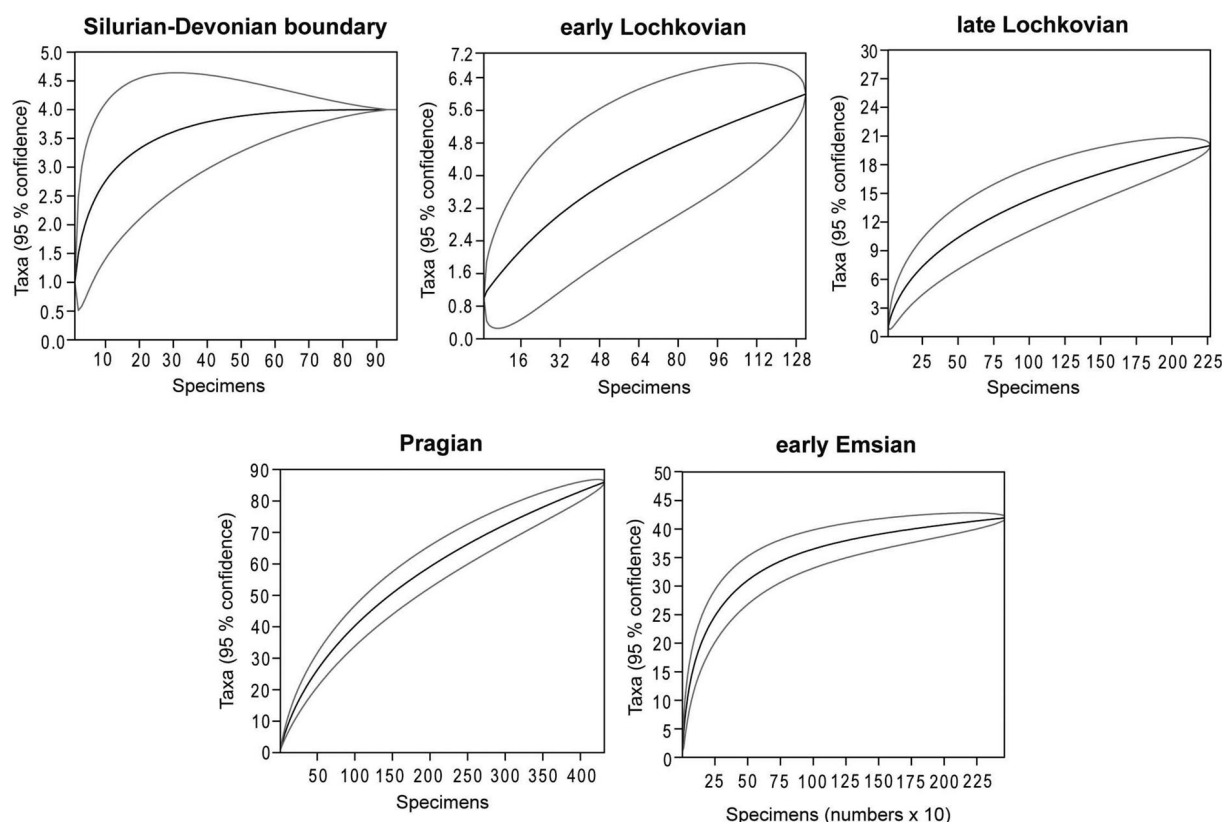 Silurian-Devonian boundary
early Lochkovian
late Lochkovian
Taxa (95 % confidence)
5.0
4.5
4.0
3.5
3.0
2.5
2.0
1.5
1.0
0.5
0.0
10 20 30 40 50 60 70 80 90
Specimens
Taxa (95 % confidence)
7.2
6.4
5.6
4.8
4.0
3.2
2.4
1.6
0.8
0.0
16 32 48 64 80 96 112 128
Specimens
Taxa (95 % confidence)
30
27
24
21
18
15
12
9
6
3
0
25 50 75 100 125 150 175 200 225
Specimens
Pragian
early Emsian
Taxa (95 % confidence)
90
80
70
60
50
40
30
20
10
0
50 100 150 200 250 300 350 400
Specimens
Taxa (95 % confidence)
50
45
40
35
30
25
20
15
10
5
0
25 50 75 100 125 150 175 200 225
Specimens (numbers x 10)